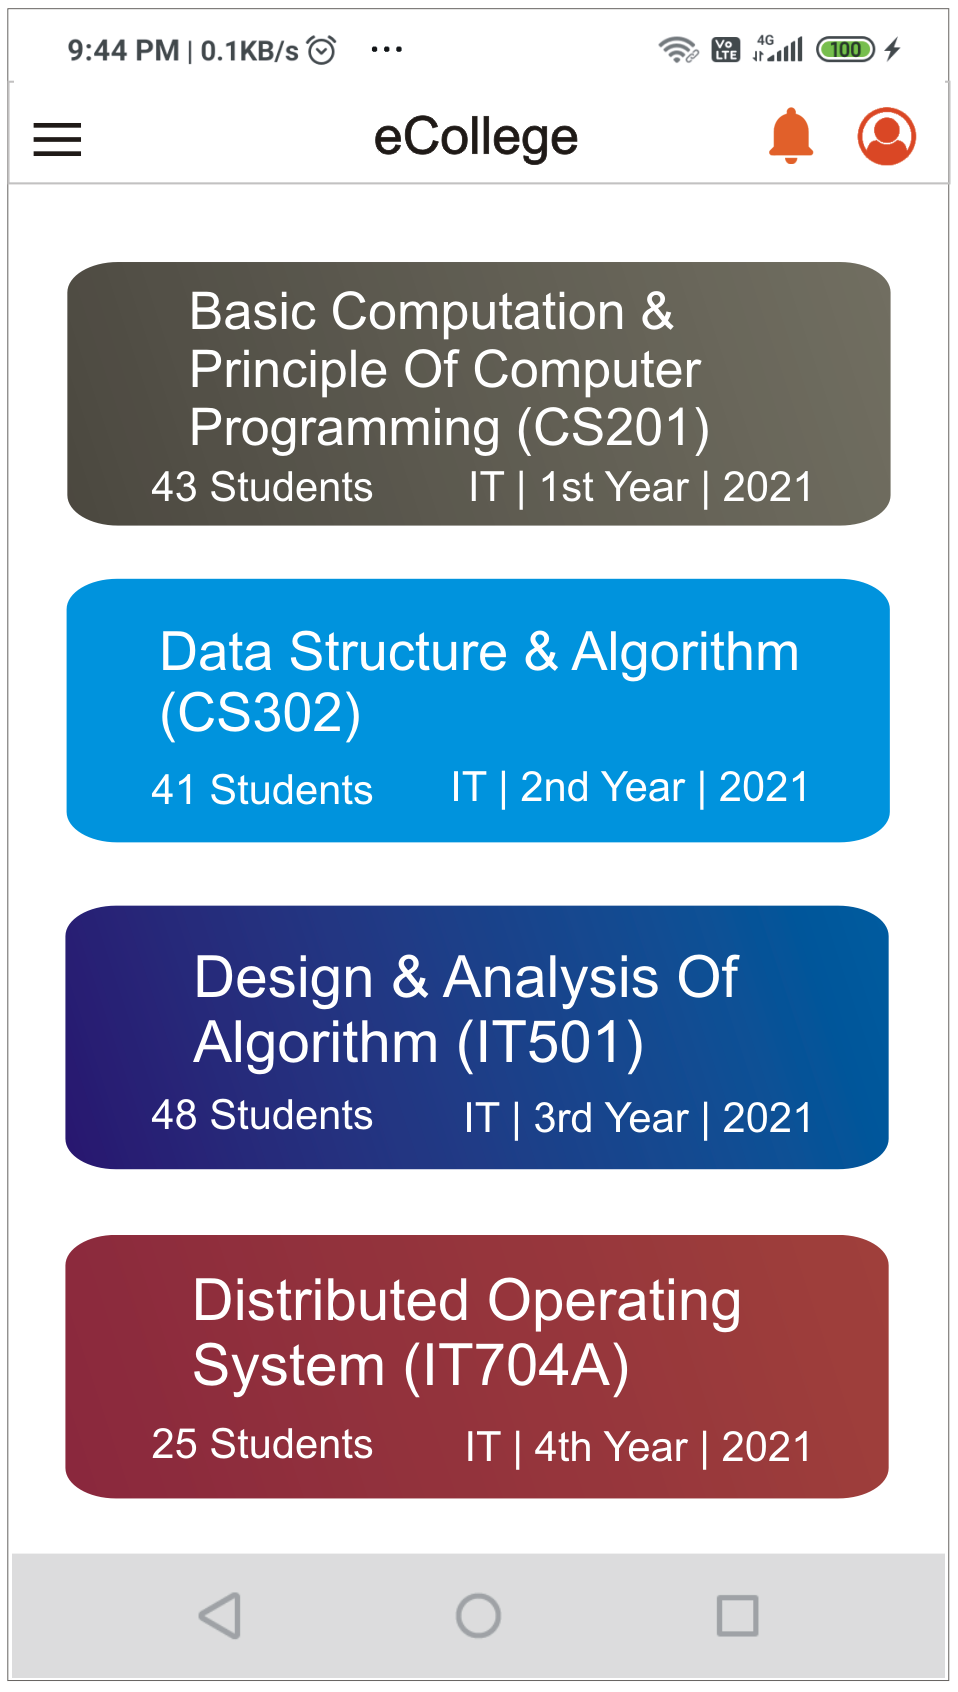 9:44 PM | 0.1KB/s ...
Vo LTE 4G 100
eCollege
Basic Computation &
Principle Of Computer
Programming (CS201)
43 Students IT | 1st Year | 2021
Data Structure & Algorithm
(CS302)
41 Students IT | 2nd Year | 2021
Design & Analysis Of
Algorithm (IT501)
48 Students IT | 3rd Year | 2021
Distributed Operating
System (IT704A)
25 Students IT | 4th Year | 2021